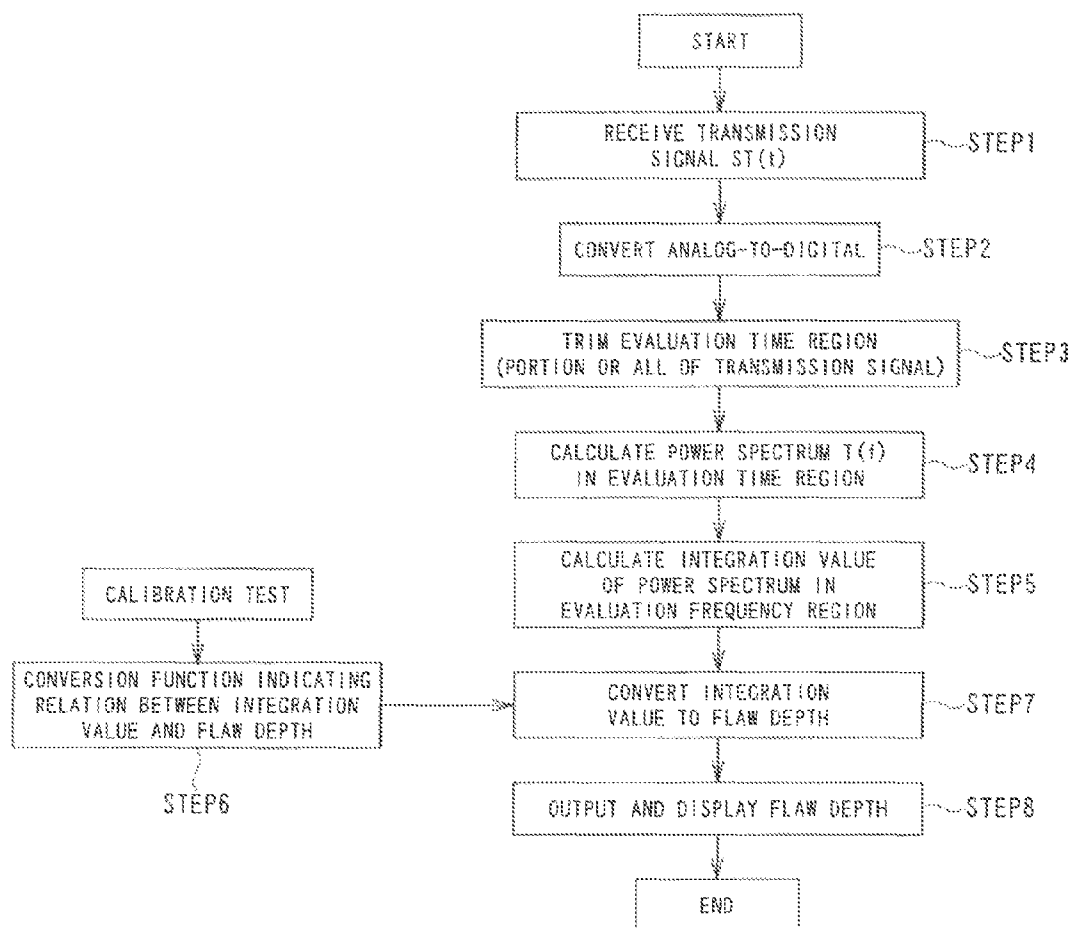 START
RECEIVE TRANSMISSION
SIGNAL ST(t)
STEP1
CONVERT ANALOG-TO-DIGITAL
STEP2
TRIM EVALUATION TIME REGION
(PORTION OR ALL OF TRANSMISSION SIGNAL)
STEP3
CALCULATE POWER SPECTRUM T(f)
IN EVALUATION TIME REGION
STEP4
CALCULATE INTEGRATION VALUE
OF POWER SPECTRUM IN
EVALUATION FREQUENCY REGION
STEP5
CALIBRATION TEST
CONVERSION FUNCTION INDICATING
RELATION BETWEEN INTEGRATION
VALUE AND FLAW DEPTH
STEP6
CONVERT INTEGRATION
VALUE TO FLAW DEPTH
STEP7
OUTPUT AND DISPLAY FLAW DEPTH
STEP8
END